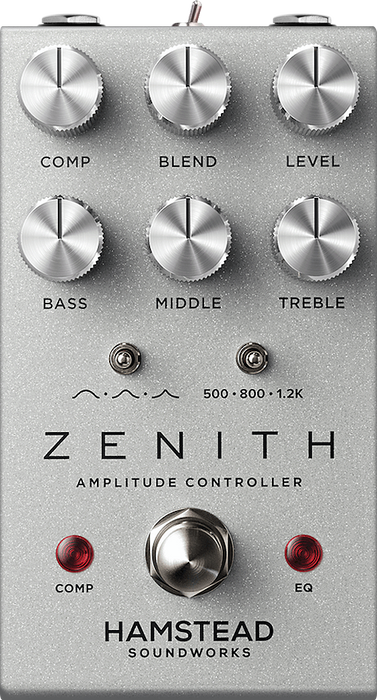 COMP BLEND LEVEL
BASS MIDDLE TREBLE
500 • 800 • 1.2K
ZENITH
AMPLITUDE CONTROLLER
COMP EQ
HAMSTEAD
SOUNDWORKS